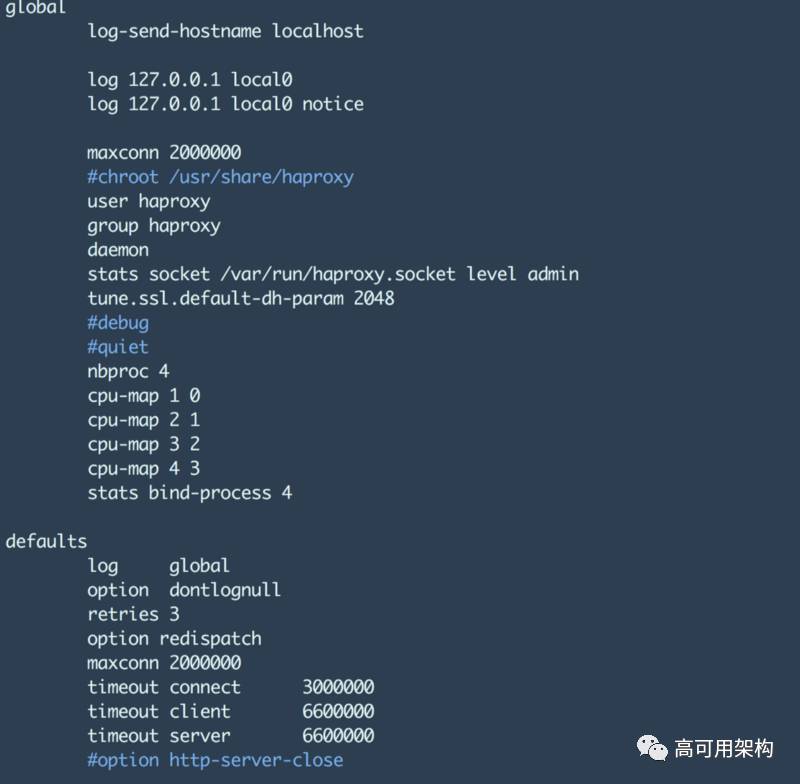 global
log-send-hostname localhost
log 127.0.0.1 local0
log 127.0.0.1 local0 notice
maxconn 2000000
#chroot /usr/share/haproxy
user haproxy
group haproxy
daemon
stats socket /var/run/haproxy.socket level admin
tune.ssl.default-dh-param 2048
#debug
#quiet
nbproc 4
cpu-map 1 0
cpu-map 2 1
cpu-map 3 2
cpu-map 4 3
stats bind-process 4
defaults
log     global
option  dontlognull
retries 3
option redispatch
maxconn 2000000
timeout connect      3000000
timeout client       6600000
timeout server       6600000
#option http-server-close
高可用架构